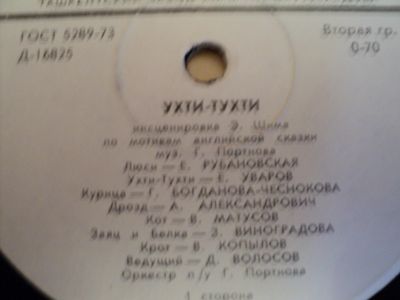 ГОСТ 5289-73
Д-16825
Вторая гр.
0-70
УХТИ-ТУХТИ
инсценировка Э. Шима
по мотивам английской сказки
муз. Г. Портнова
Люси — Е. РУБАНОВСКАЯ
Ухти-Тухти — Е. УВАРОВ
Курица — Г. БОГДАНОВА-ЧЕСНОКОВА
Дрозд — А. АЛЕКСАНДРОВИЧ
Кот — В. МАТУСОВ
Заяц и Белка — З. ВИНОГРАДОВА
Крот — В. КОПЫЛОВ
Ведущий — Д. ВОЛОСОВ
Оркестр п/у Г. Портнова
1 сторона